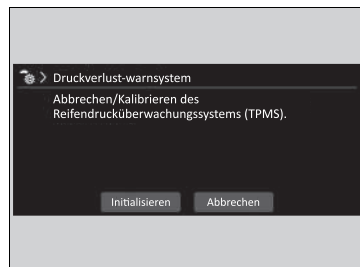 Druckverlust-warnsystem
Abbrechen/Kalibrieren des
Reifendrucküberwachungssystems (TPMS).
Initialisieren
Abbrechen